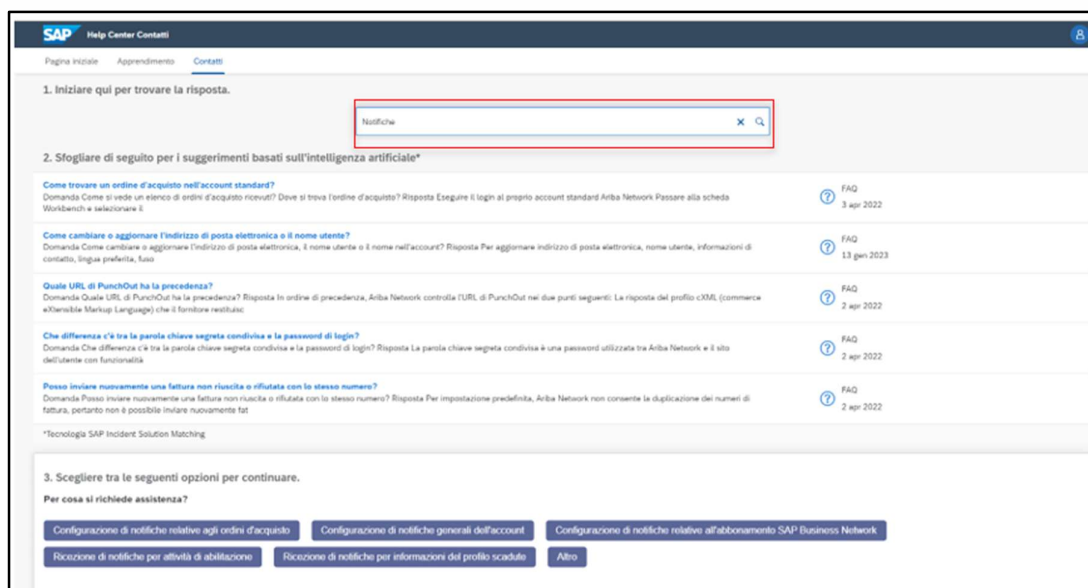 SAP Help Center Contatti
Pagina iniziale Apprendimento Contatti
1. Iniziare qui per trovare la risposta.
Notifiche
2. Sfogliare di seguito per i suggerimenti basati sull'intelligenza artificiale*
Come trovare un ordine d'acquisto nell'account standard?
Domanda Come si vede un elenco di ordini d'acquisto ricevuti? Dove si trova l'ordine d'acquisto? Risposta Eseguire il login al proprio account standard Ariba Network Passare alla scheda
Workbench e selezionare il
FAQ
3 apr 2022
Come cambiare o aggiornare l'indirizzo di posta elettronica o il nome utente?
Domanda Come cambiare o aggiornare l'indirizzo di posta elettronica, il nome utente o il nome nell'account? Risposta Per aggiornare indirizzo di posta elettronica, nome utente, informazioni di
contatto, lingua preferita, fuso
FAQ
13 gen 2023
Quale URL di PunchOut ha la precedenza?
Domanda Quale URL di PunchOut ha la precedenza? Risposta In ordine di precedenza, Ariba Network controlla l'URL di PunchOut nei due punti seguenti: La risposta del profilo cXML (commerce
eXtensible Markup Language) che il fornitore restituisc
FAQ
2 apr 2022
Che differenza c'è tra la parola chiave segreta condivisa e la password di login?
Domanda Che differenza c'è tra la parola chiave segreta condivisa e la password di login? Risposta La parola chiave segreta condivisa è una password utilizzata tra Ariba Network e il sito
dell'utente con funzionalità
FAQ
2 apr 2022
Posso inviare nuovamente una fattura non riuscita o rifiutata con lo stesso numero?
Domanda Posso inviare nuovamente una fattura non riuscita o rifiutata con lo stesso numero? Risposta Per impostazione predefinita, Ariba Network non consente la duplicazione dei numeri di
fattura, pertanto non è possibile inviare nuovamente fat
FAQ
2 apr 2022
*Tecnologia SAP Incident Solution Matching
3. Scegliere tra le seguenti opzioni per continuare.
Per cosa si richiede assistenza?
Configurazione di notifiche relative agli ordini d'acquisto Configurazione di notifiche generali dell'account Configurazione di notifiche relative all'abbonamento SAP Business Network
Ricezione di notifiche per attività di abilitazione Ricezione di notifiche per informazioni del profilo scadute Altro